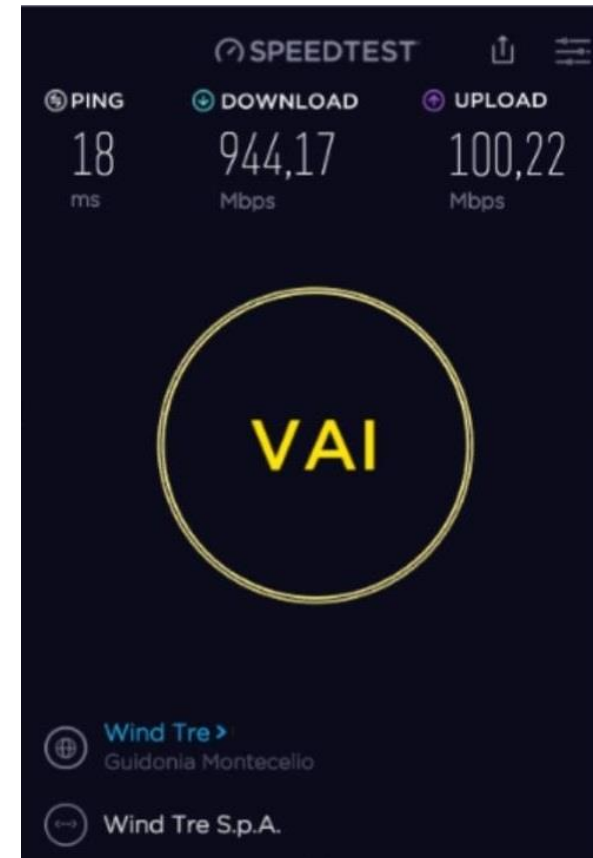 SPEEDTEST
PING DOWNLOAD UPLOAD
18 944,17 100,22
ms Mbps Mbps
VAI
Wind Tre >
Guidonia Montecelio
Wind Tre S.p.A.